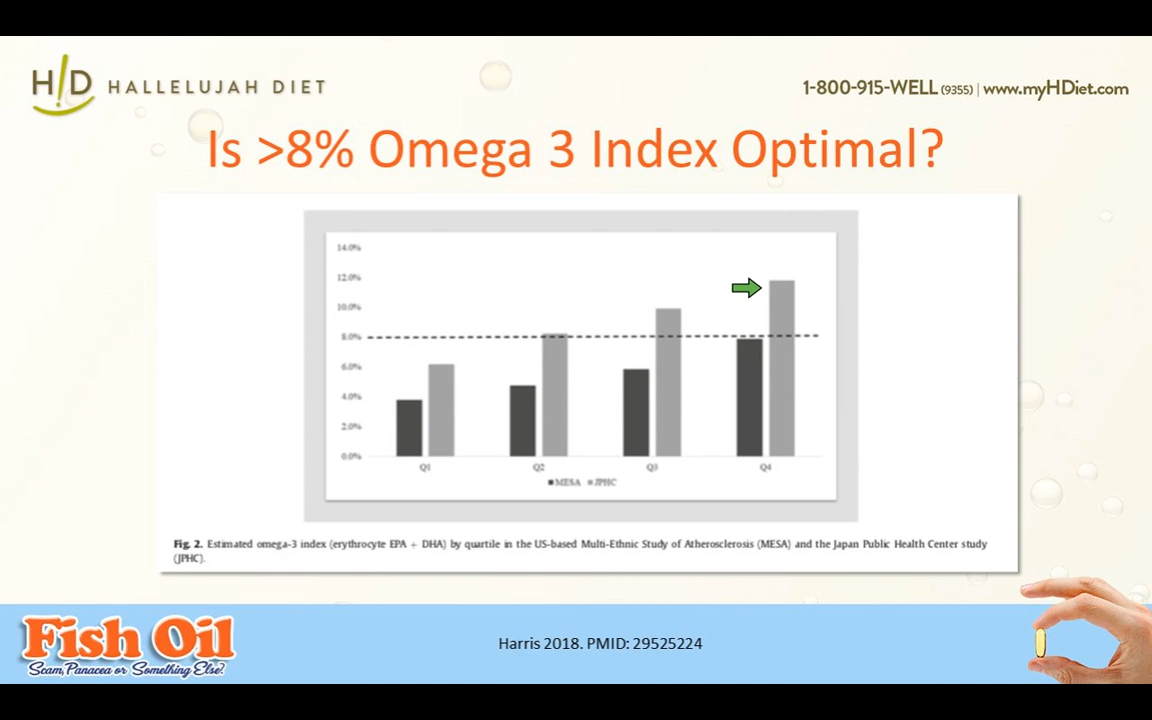 H!D HALLELUJAH DIET
1-800-915-WELL (9355) | www.myHDiet.com
Is >8% Omega 3 Index Optimal?
14.0%
12.0%
10.0%
8.0%
6.0%
4.0%
2.0%
0.0%
Q1 Q2 Q3 Q4
MESA JPHC
Fig. 2. Estimated omega-3 index (erythrocyte EPA + DHA) by quartile in the US-based Multi-Ethnic Study of Atherosclerosis (MESA) and the Japan Public Health Center study
(JPHC).
Fish Oil
Scam, Panacea or Something Else?
Harris 2018. PMID: 29525224